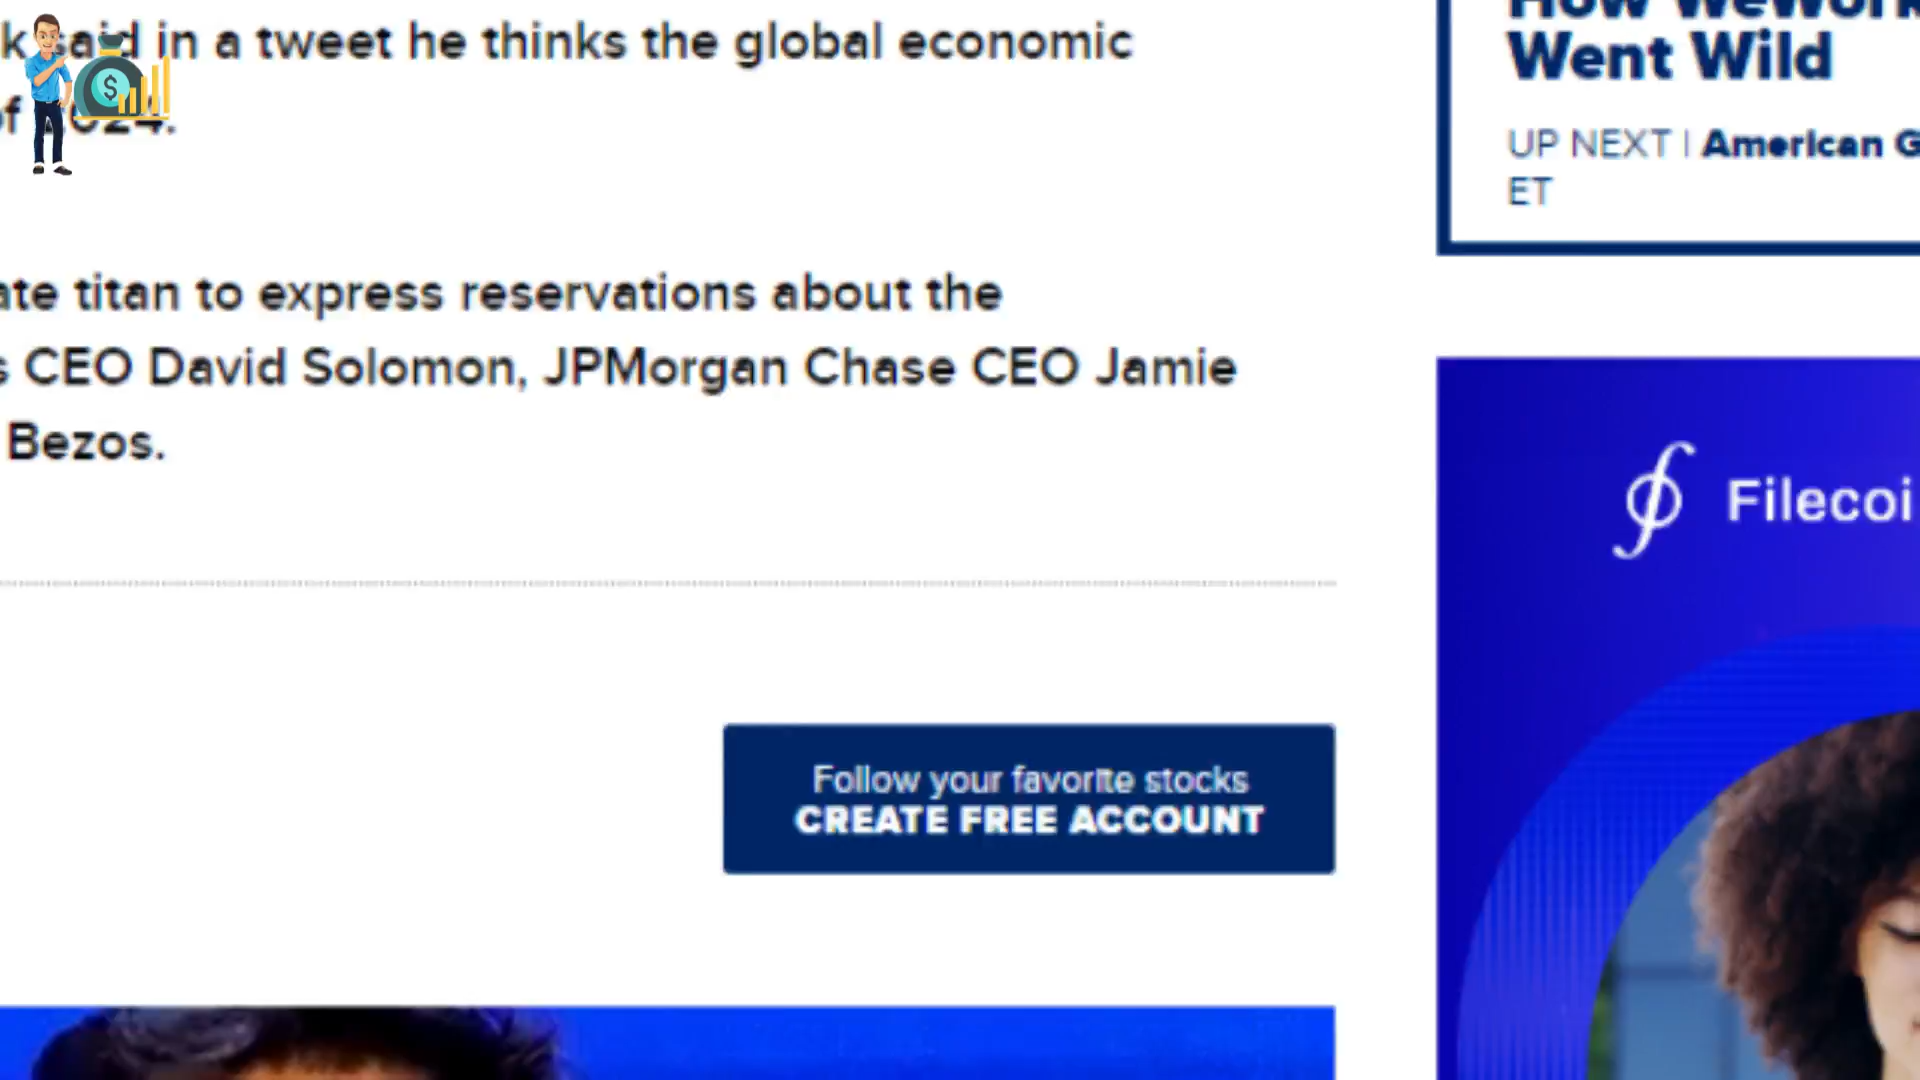 said in a tweet he thinks the global economic
of 2024.
titan to express reservations about the
CEO David Solomon, JPMorgan Chase CEO Jamie
Bezos.
Follow your favorite stocks
CREATE FREE ACCOUNT
How WeWork
Went Wild
UP NEXT | American G
ET
Filecoi
$